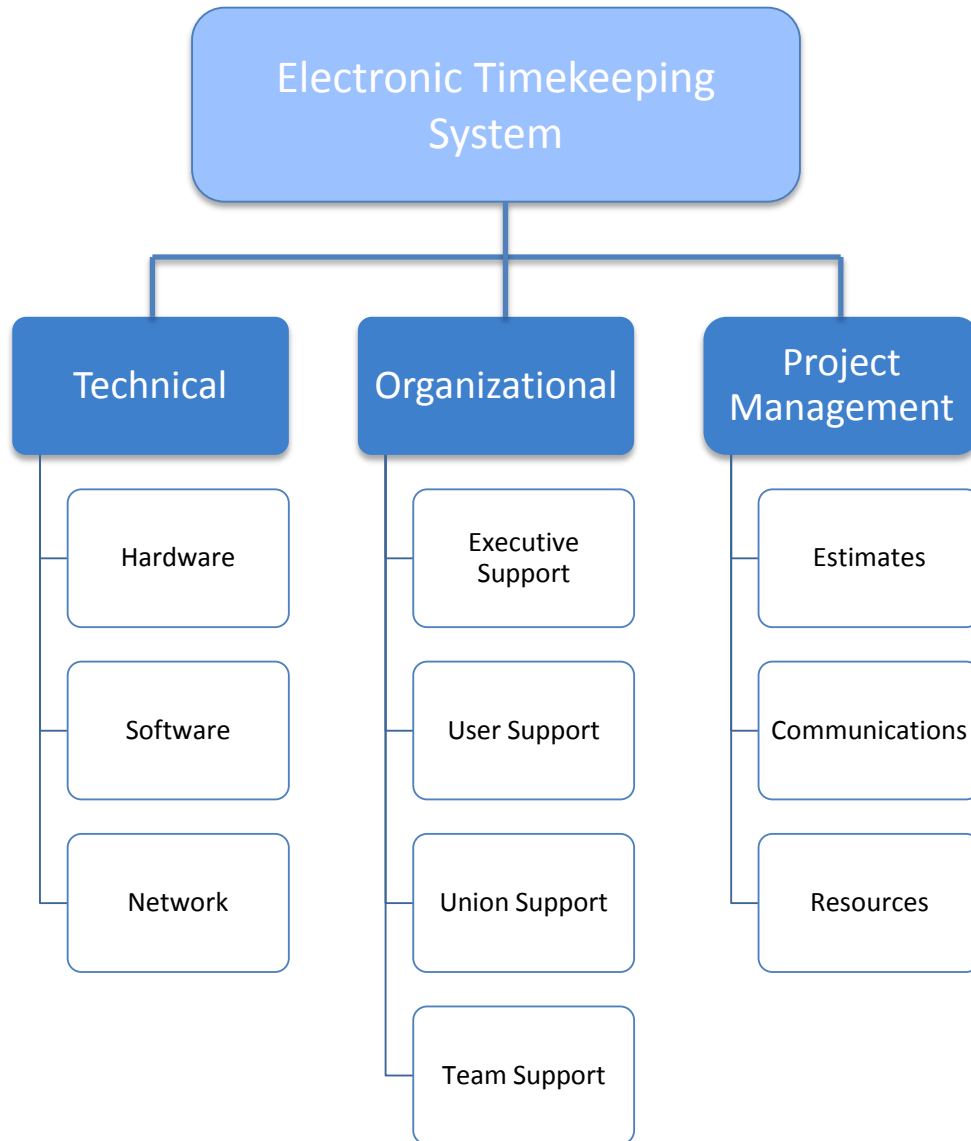 Electronic Timekeeping
System
Technical
Organizational
Project
Management
Hardware
Software
Network
Executive
Support
User Support
Union Support
Team Support
Estimates
Communications
Resources